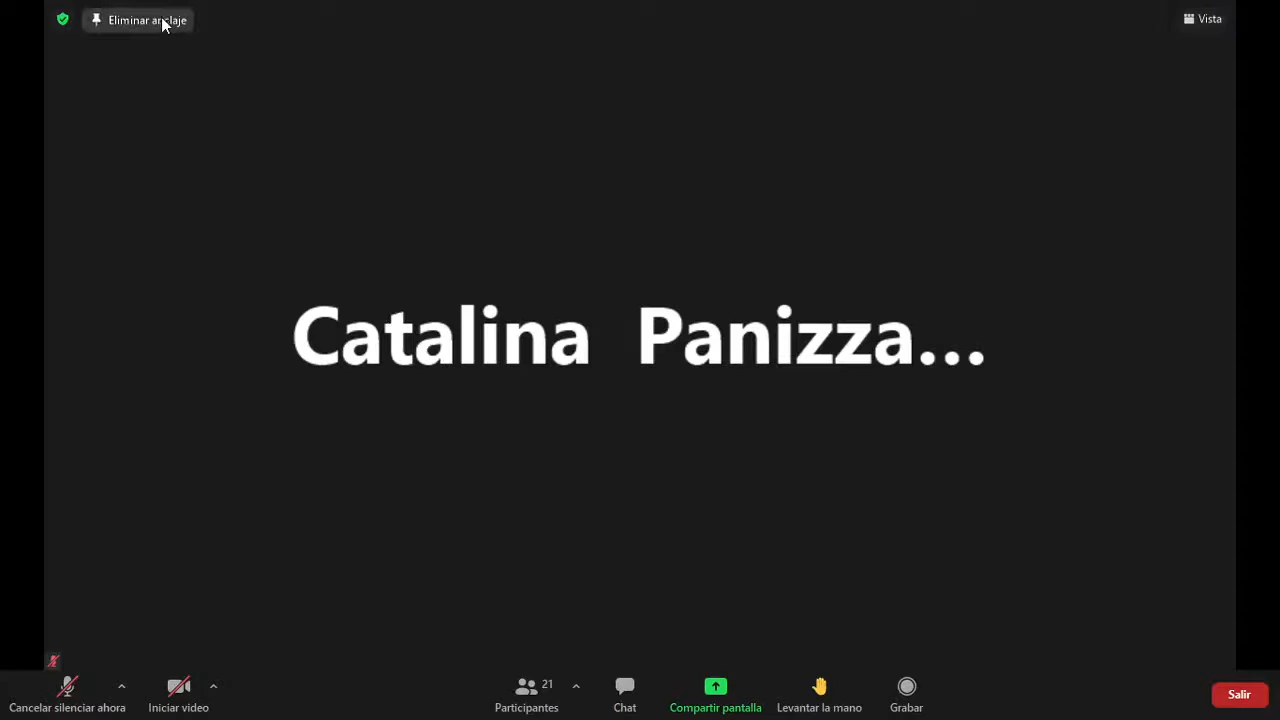 Eliminar anclaje
Vista
Catalina Panizza...
21
Cancelar silenciar ahora
Iniciar video
Participantes
Chat
Compartir pantalla
Levantar la mano
Grabar
Salir